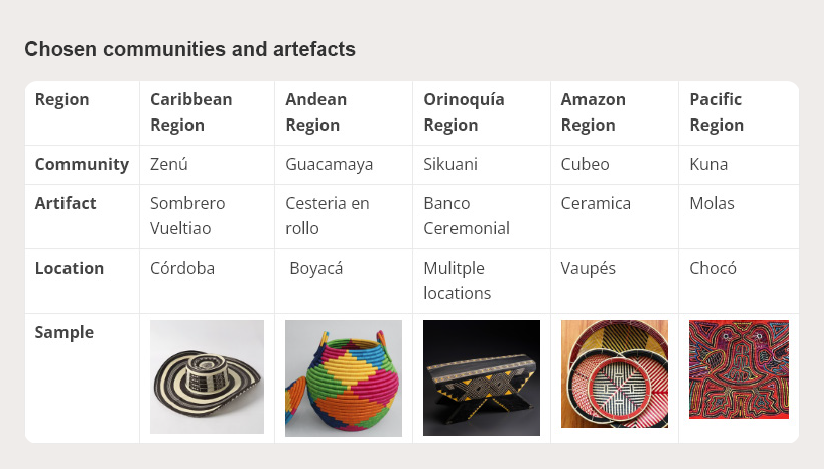 Chosen communities and artefacts
Region Caribbean Region Andean Region Orinoquía Region Amazon Region Pacific Region
Community Zenú Guacamaya Sikuani Cubeo Kuna
Artifact Sombrero Vueltiao Cesteria en rollo Banco Ceremonial Ceramica Molas
Location Córdoba Boyacá Mulitple locations Vaupés Chocó
Sample